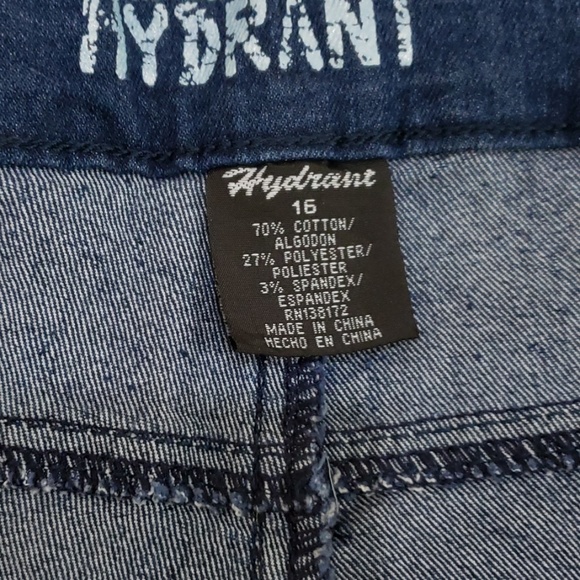 HYDRANT
Hydrant
16
70% COTTON/
ALGODON
27% POLYESTER/
POLIESTER
3% SPANDEX/
ESPANDEX
RN138172
MADE IN CHINA
HECHO EN CHINA